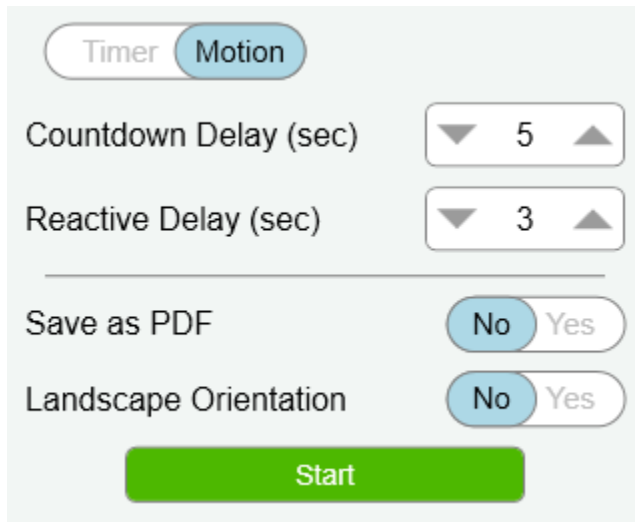 Timer Motion
Countdown Delay (sec) 5
Reactive Delay (sec) 3
Save as PDF No Yes
Landscape Orientation No Yes
Start